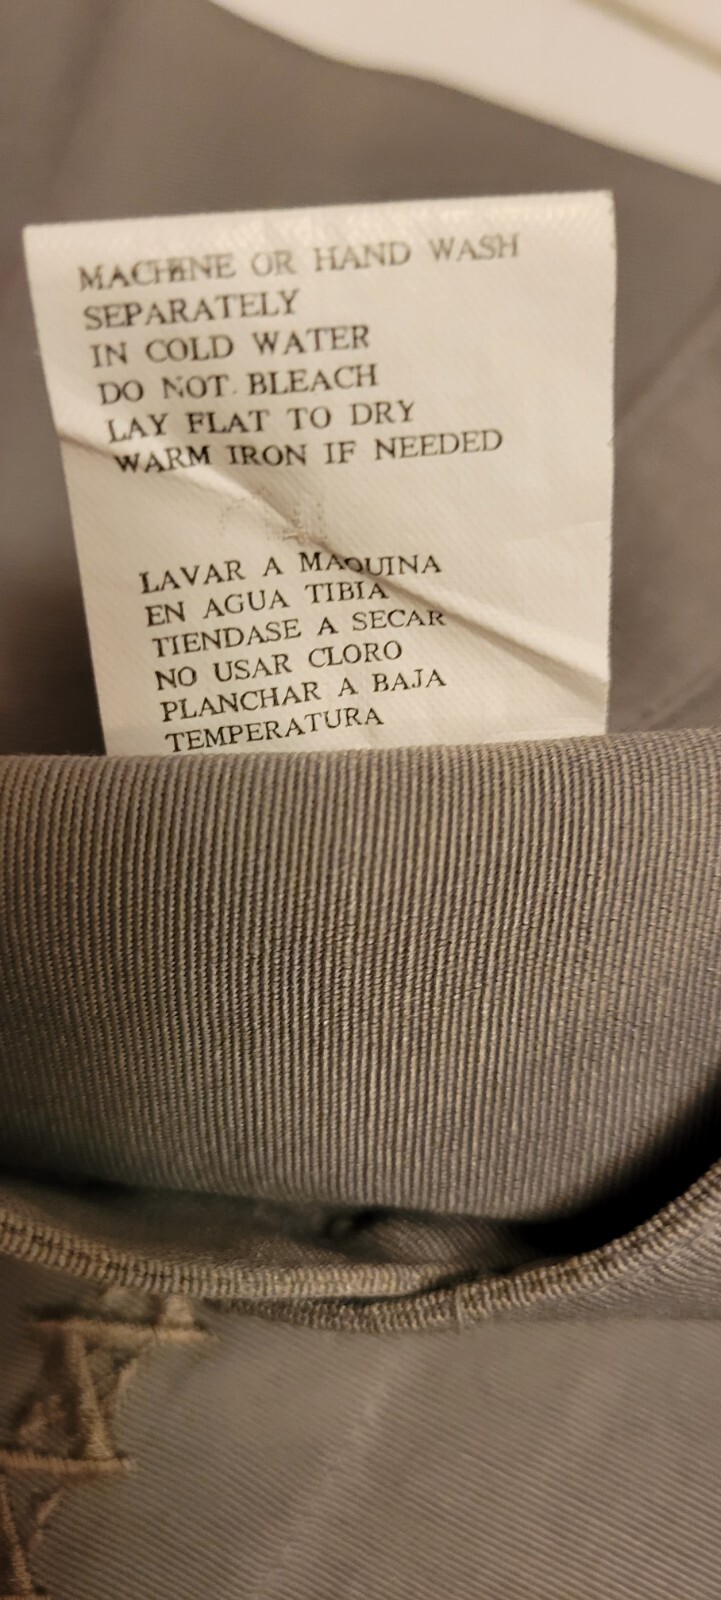 MACHINE OR HAND WASH
SEPARATELY
IN COLD WATER
DO NOT BLEACH
LAY FLAT TO DRY
WARM IRON IF NEEDED
LAVAR A MAQUINA
EN AGUA TIBIA
TIENDASE A SECAR
NO USAR CLORO
PLANCHAR A BAJA
TEMPERATURA